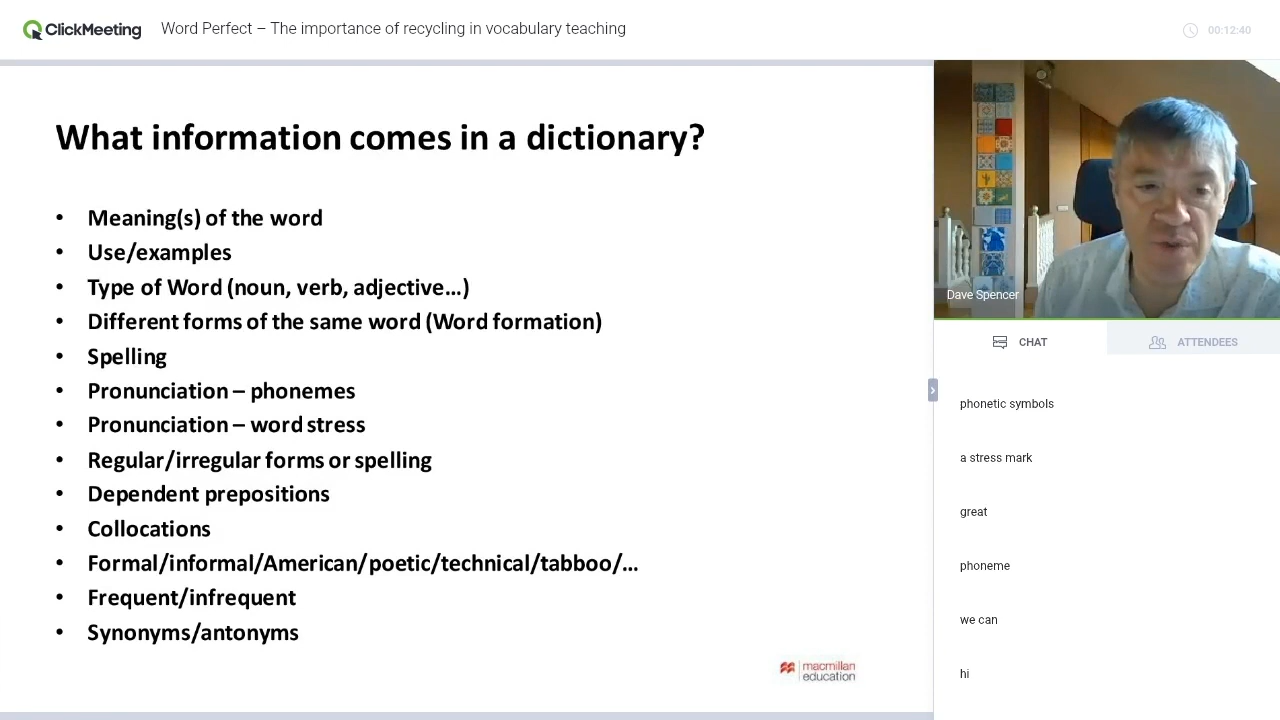 ClickMeeting
Word Perfect – The importance of recycling in vocabulary teaching
00:12:40
What information comes in a dictionary?
• Meaning(s) of the word
• Use/examples
• Type of Word (noun, verb, adjective…)
• Different forms of the same word (Word formation)
• Spelling
• Pronunciation – phonemes
• Pronunciation – word stress
• Regular/irregular forms or spelling
• Dependent prepositions
• Collocations
• Formal/informal/American/poetic/technical/tabboo/…
• Frequent/infrequent
• Synonyms/antonyms
macmillan
education
Dave Spencer
CHAT
ATTENDEES
phonetic symbols
a stress mark
great
phoneme
we can
hi